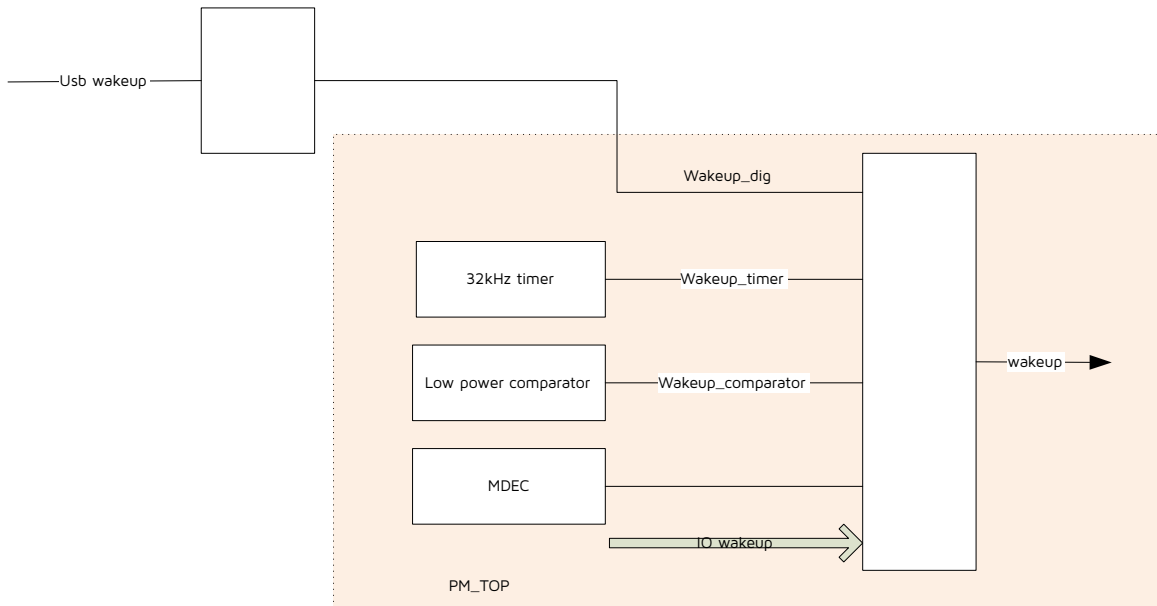 Usb wakeup
Wakeup_dig
32kHz timer
Wakeup_timer
wakeup
Low power comparator
Wakeup_comparator
MDEC
IO wakeup
PM_TOP